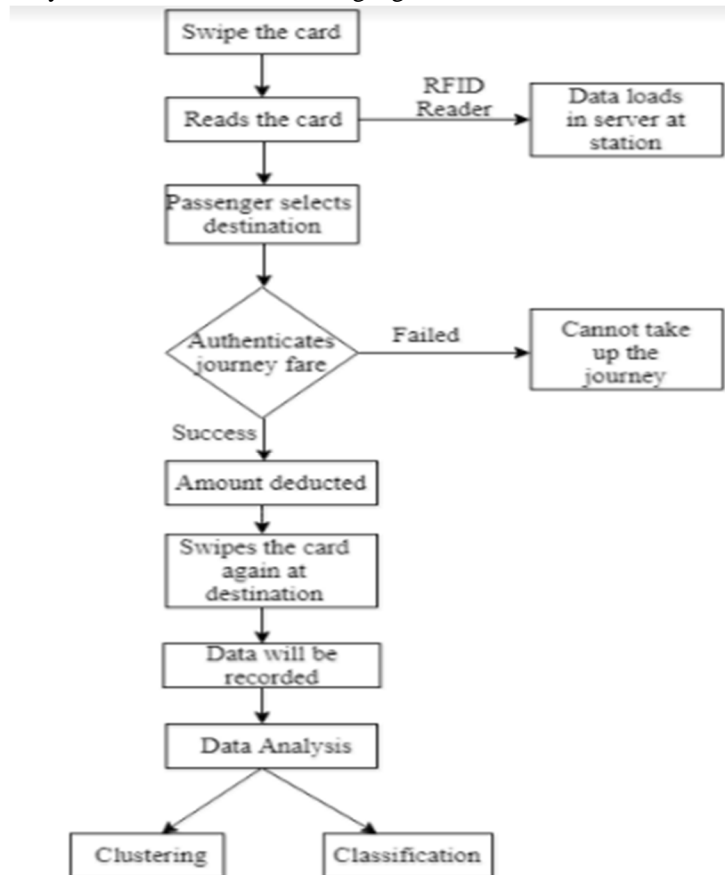 Swipe the card
Reads the card
RFID
Reader
Data loads
in server at
station
Passenger selects
destination
Authenticates
journey fare
Failed
Cannot take
up the
journey
Success
Amount deducted
Swipes the card
again at
destination
Data will be
recorded
Data Analysis
Clustering
Classification